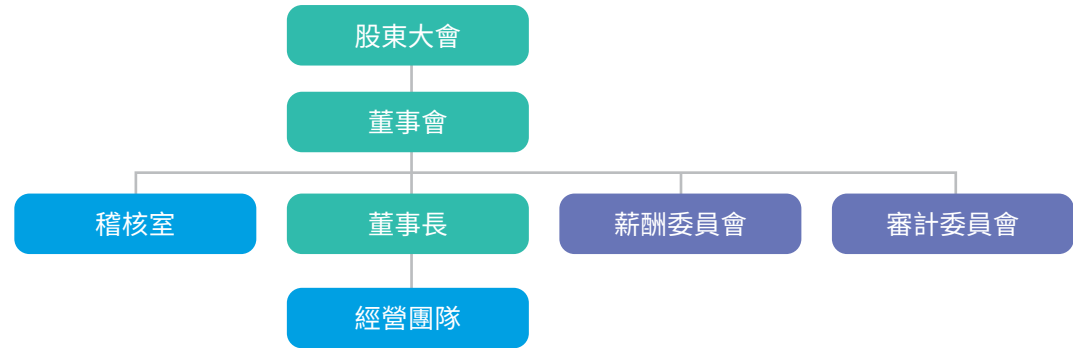 股東大會
董事會
稽核室
董事長
薪酬委員會
審計委員會
經營團隊